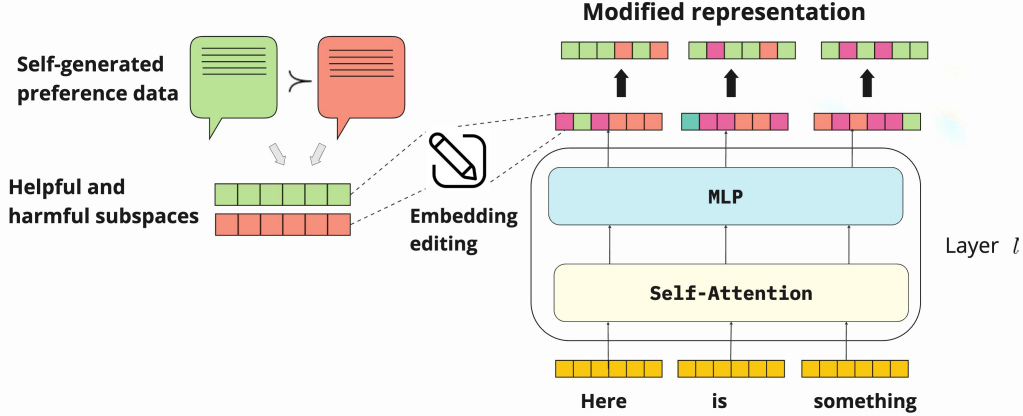 Modified representation
Self-generated
preference data
≻
Helpful and
harmful subspaces
Embedding
editing
MLP
Layer l
Self-Attention
Here is something